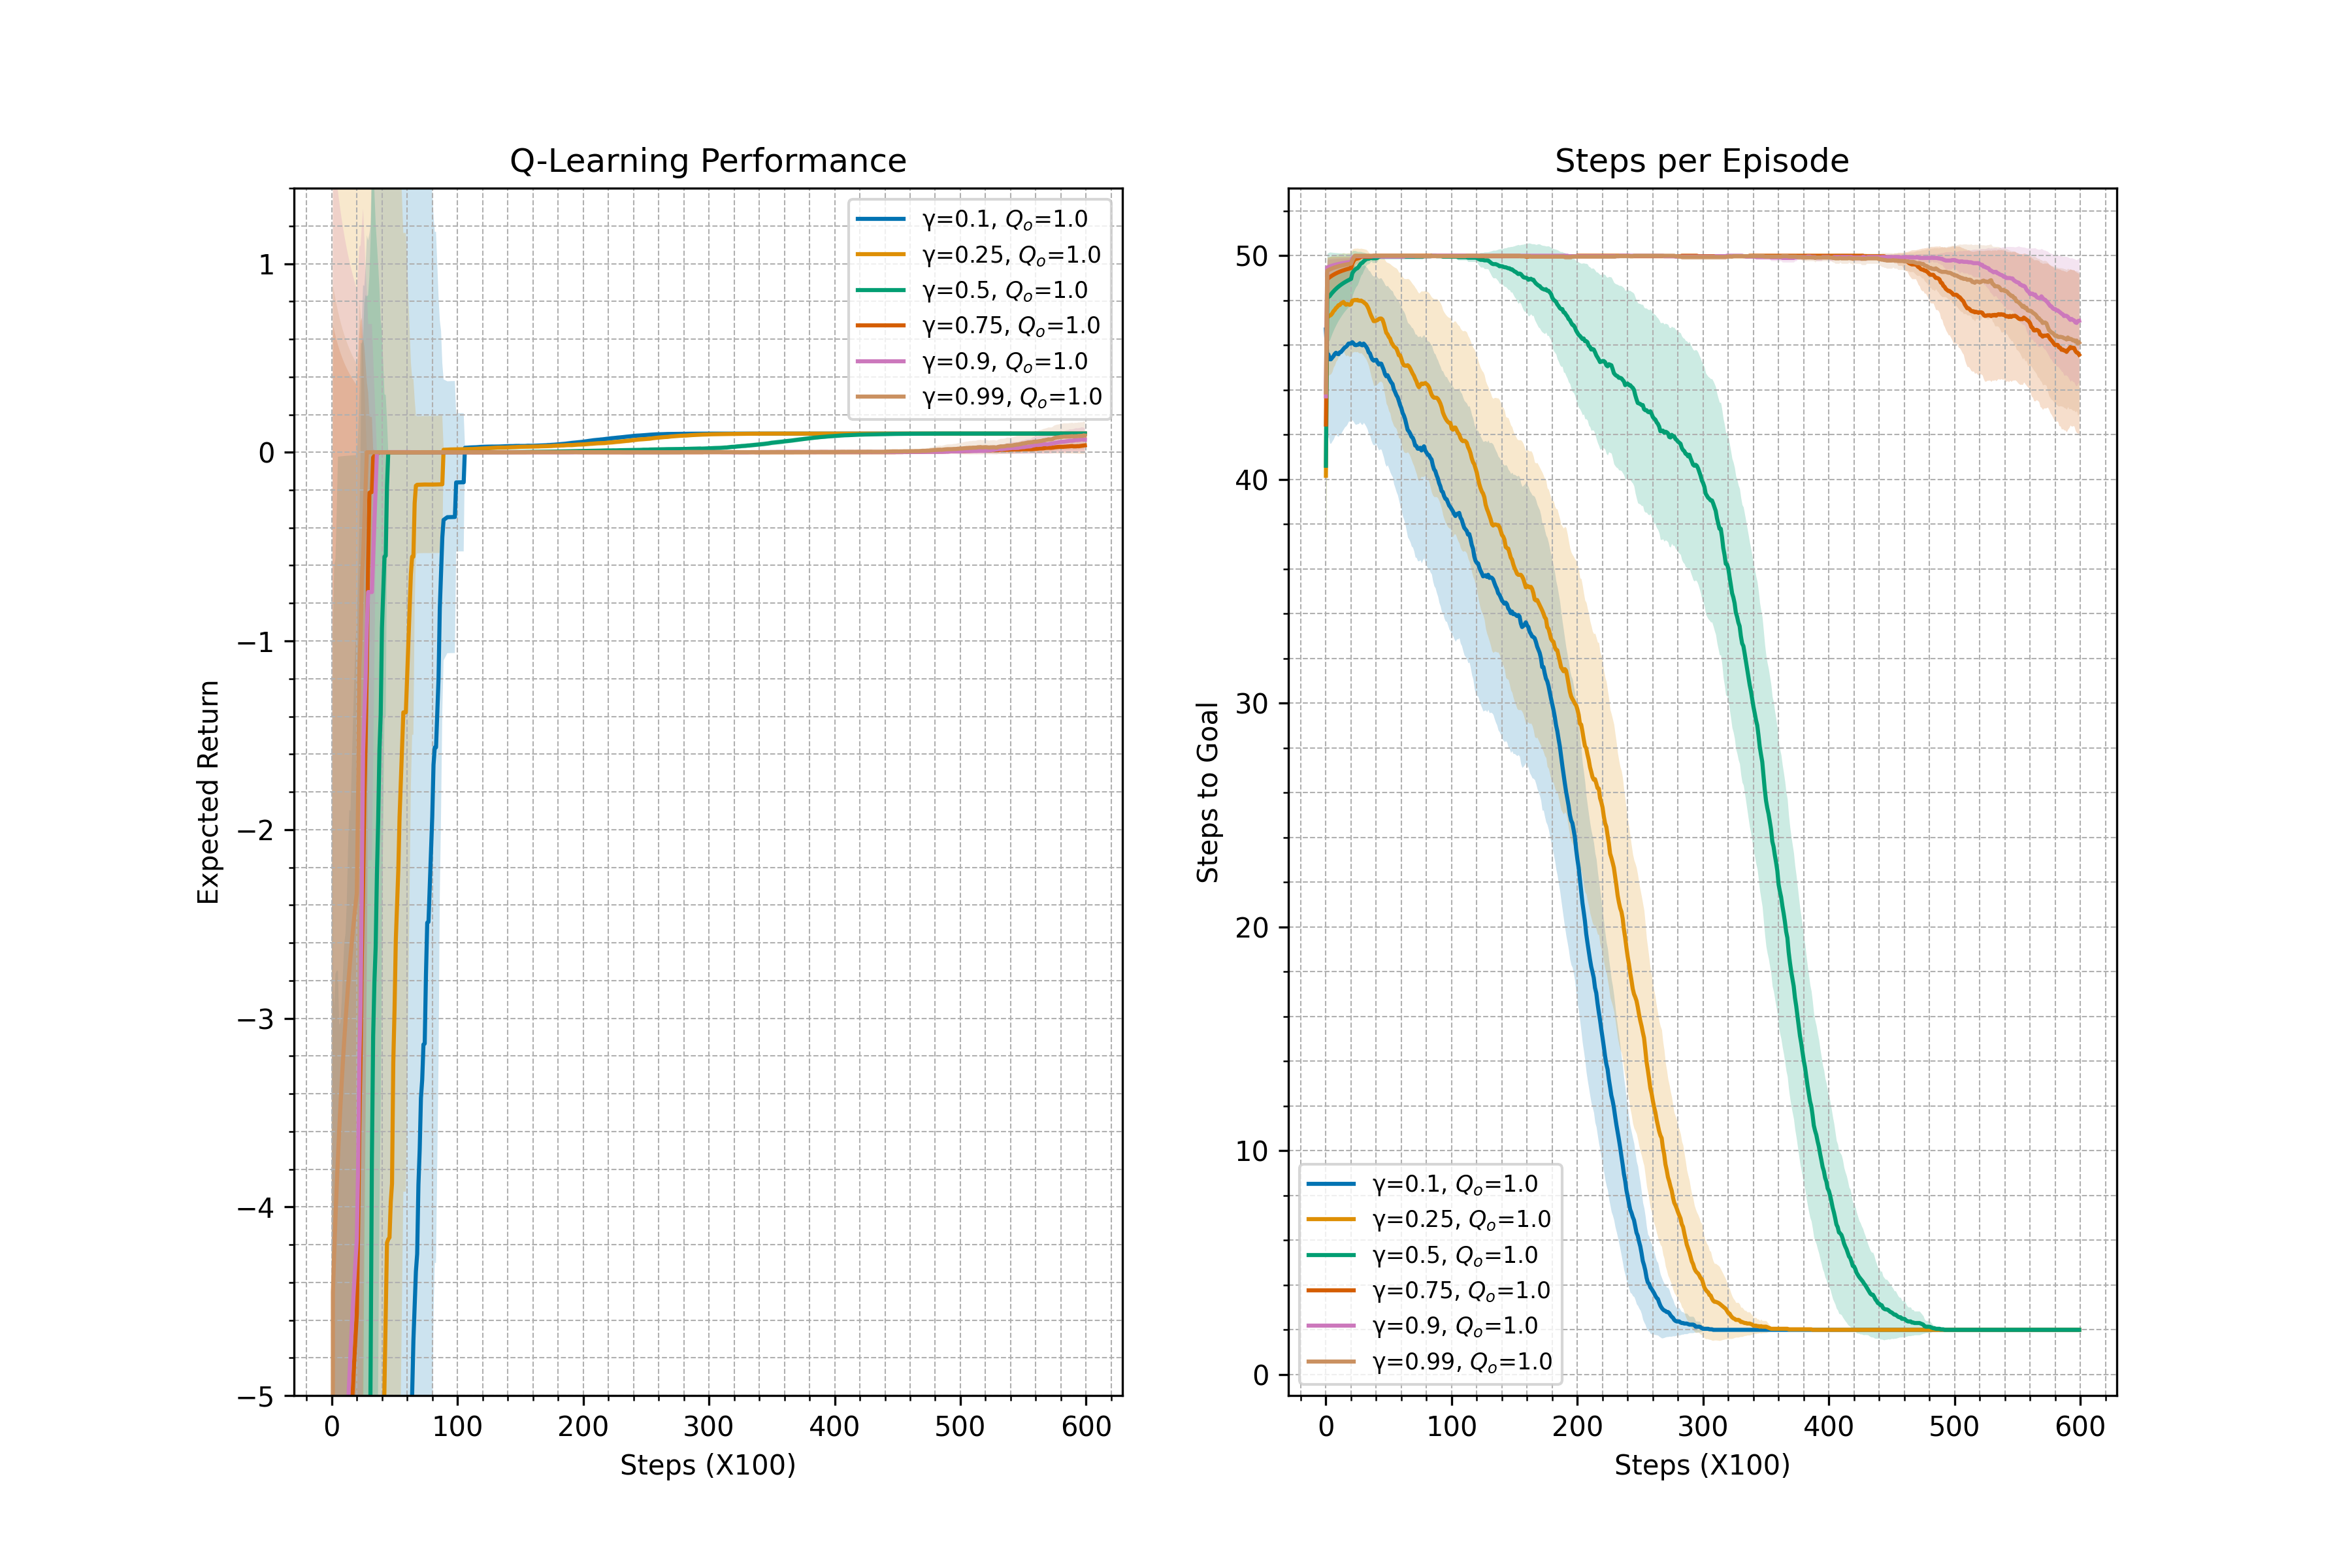 Q-Learning Performance
Expected Return
1
0
−1
−2
−3
−4
−5
γ=0.1, Qo=1.0
γ=0.25, Qo=1.0
γ=0.5, Qo=1.0
γ=0.75, Qo=1.0
γ=0.9, Qo=1.0
γ=0.99, Qo=1.0
0 100 200 300 400 500 600
Steps (X100)
Steps per Episode
Steps to Goal
50
40
30
20
10
0
γ=0.1, Qo=1.0
γ=0.25, Qo=1.0
γ=0.5, Qo=1.0
γ=0.75, Qo=1.0
γ=0.9, Qo=1.0
γ=0.99, Qo=1.0
0 100 200 300 400 500 600
Steps (X100)